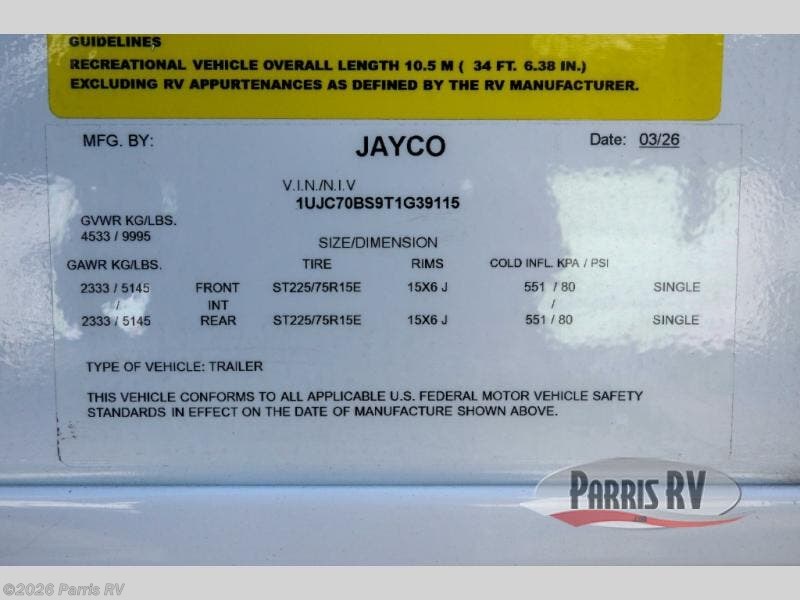 GUIDELINES
RECREATIONAL VEHICLE OVERALL LENGTH 10.5 M ( 34 FT. 6.38 IN.)
EXCLUDING RV APPURTENANCES AS DEFINED BY THE RV MANUFACTURER.
MFG. BY: JAYCO Date: 03/26
V.I.N./N.I.V
1UJC70BS9T1G39115
GVWR KG/LBS.
4533 / 9995
SIZE/DIMENSION
GAWR KG/LBS. TIRE RIMS COLD INFL. KPA / PSI
2333 / 5145 FRONT ST225/75R15E 15X6 J 551 / 80 SINGLE
/ INT /
2333 / 5145 REAR ST225/75R15E 15X6 J 551 / 80 SINGLE
TYPE OF VEHICLE: TRAILER
THIS VEHICLE CONFORMS TO ALL APPLICABLE U.S. FEDERAL MOTOR VEHICLE SAFETY
STANDARDS IN EFFECT ON THE DATE OF MANUFACTURE SHOWN ABOVE.
PARRIS RV
©2026 Parris RV